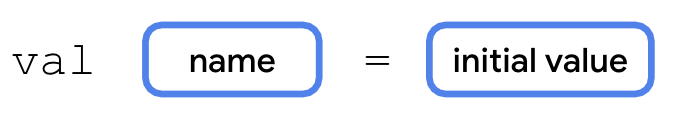 val name = initial value